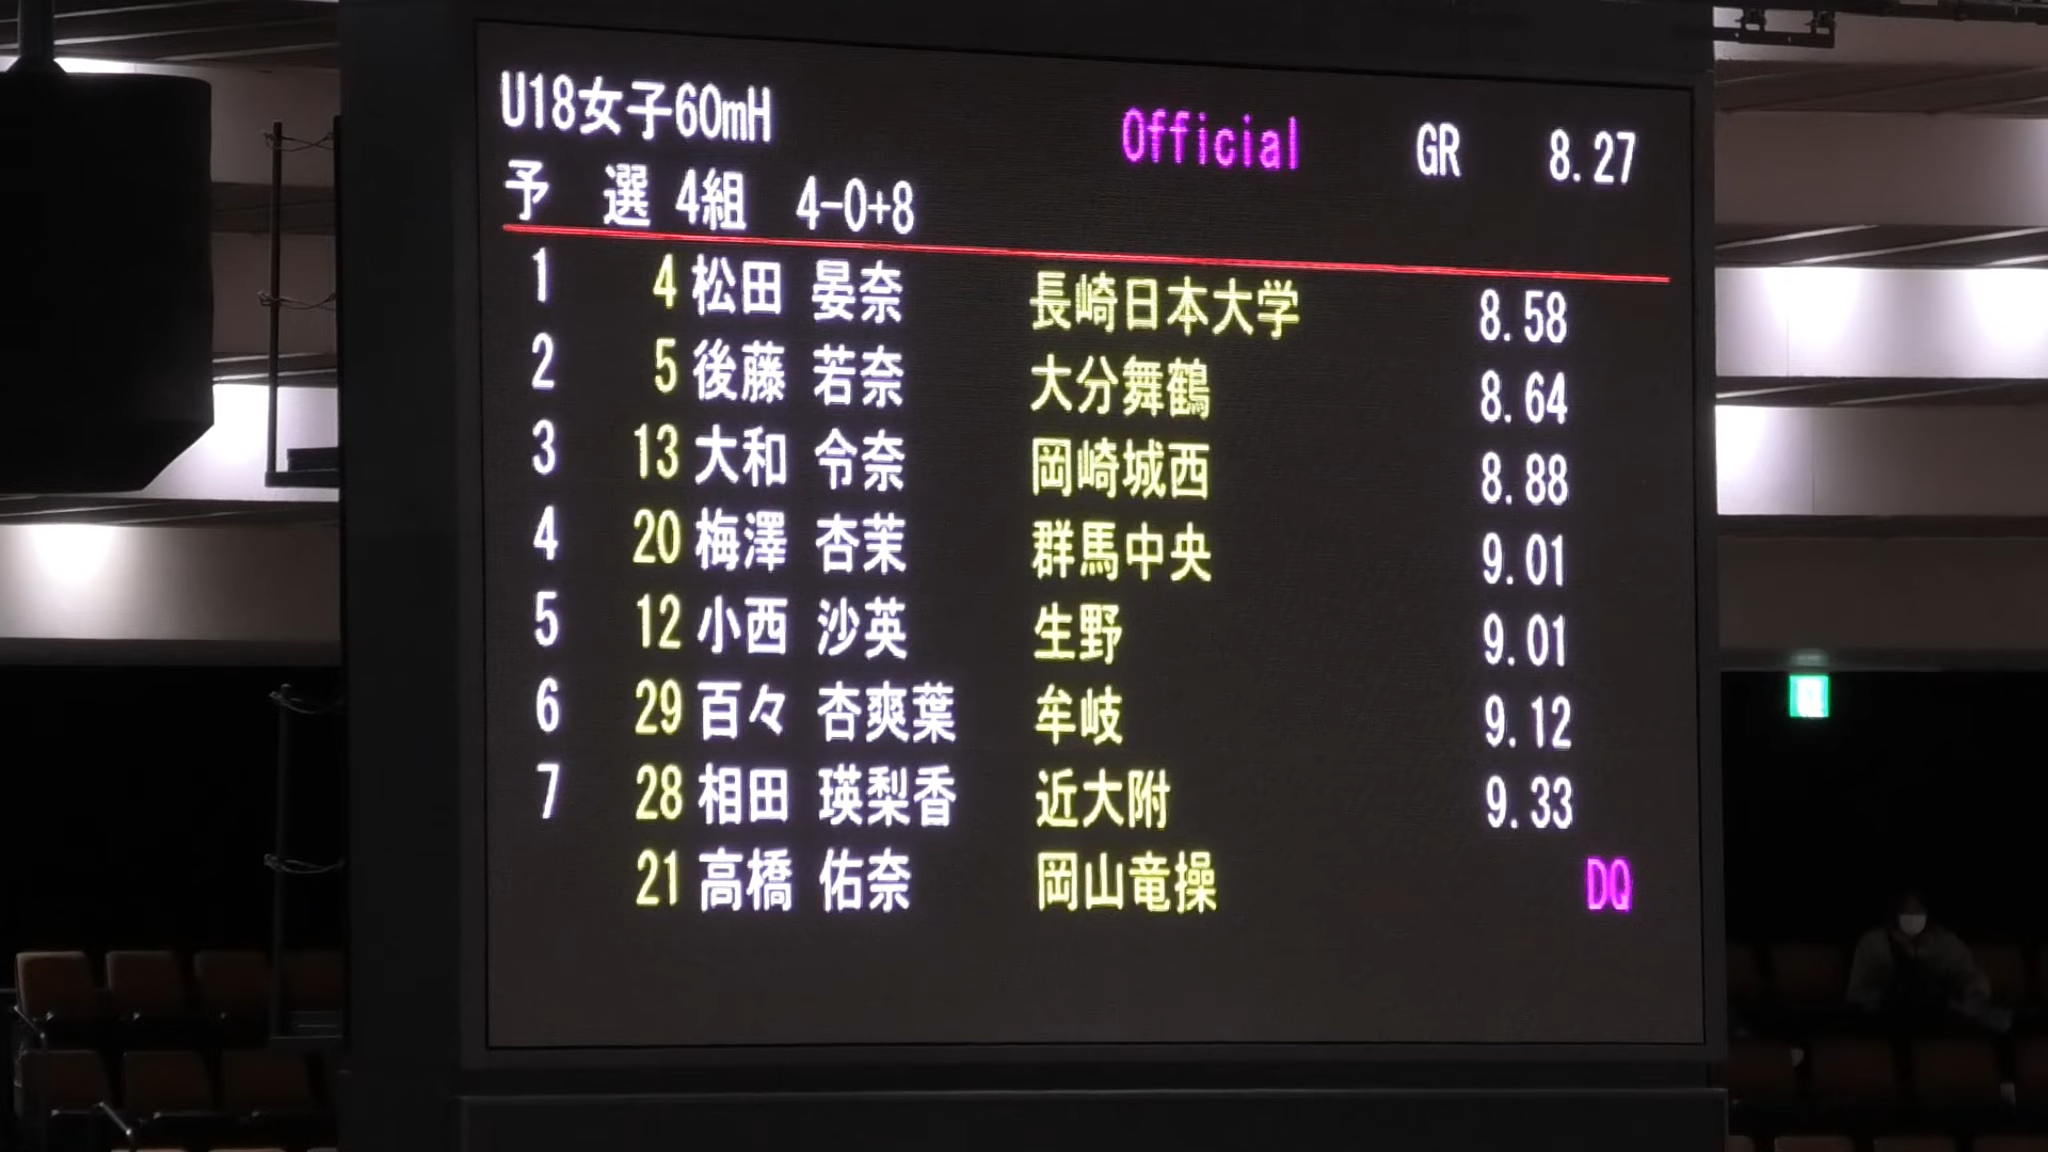 U18女子60mH Official GR 8.27
予 選 4組 4-0+8
1 4 松田 晏奈 長崎日本大学 8.58
2 5 後藤 若奈 大分舞鶴 8.64
3 13 大和 令奈 岡崎城西 8.88
4 20 梅澤 杏茉 群馬中央 9.01
5 12 小西 沙英 生野 9.01
6 29 百々 杏爽葉 牟岐 9.12
7 28 相田 瑛梨香 近大附 9.33
21 高橋 佑奈 岡山竜操 DQ